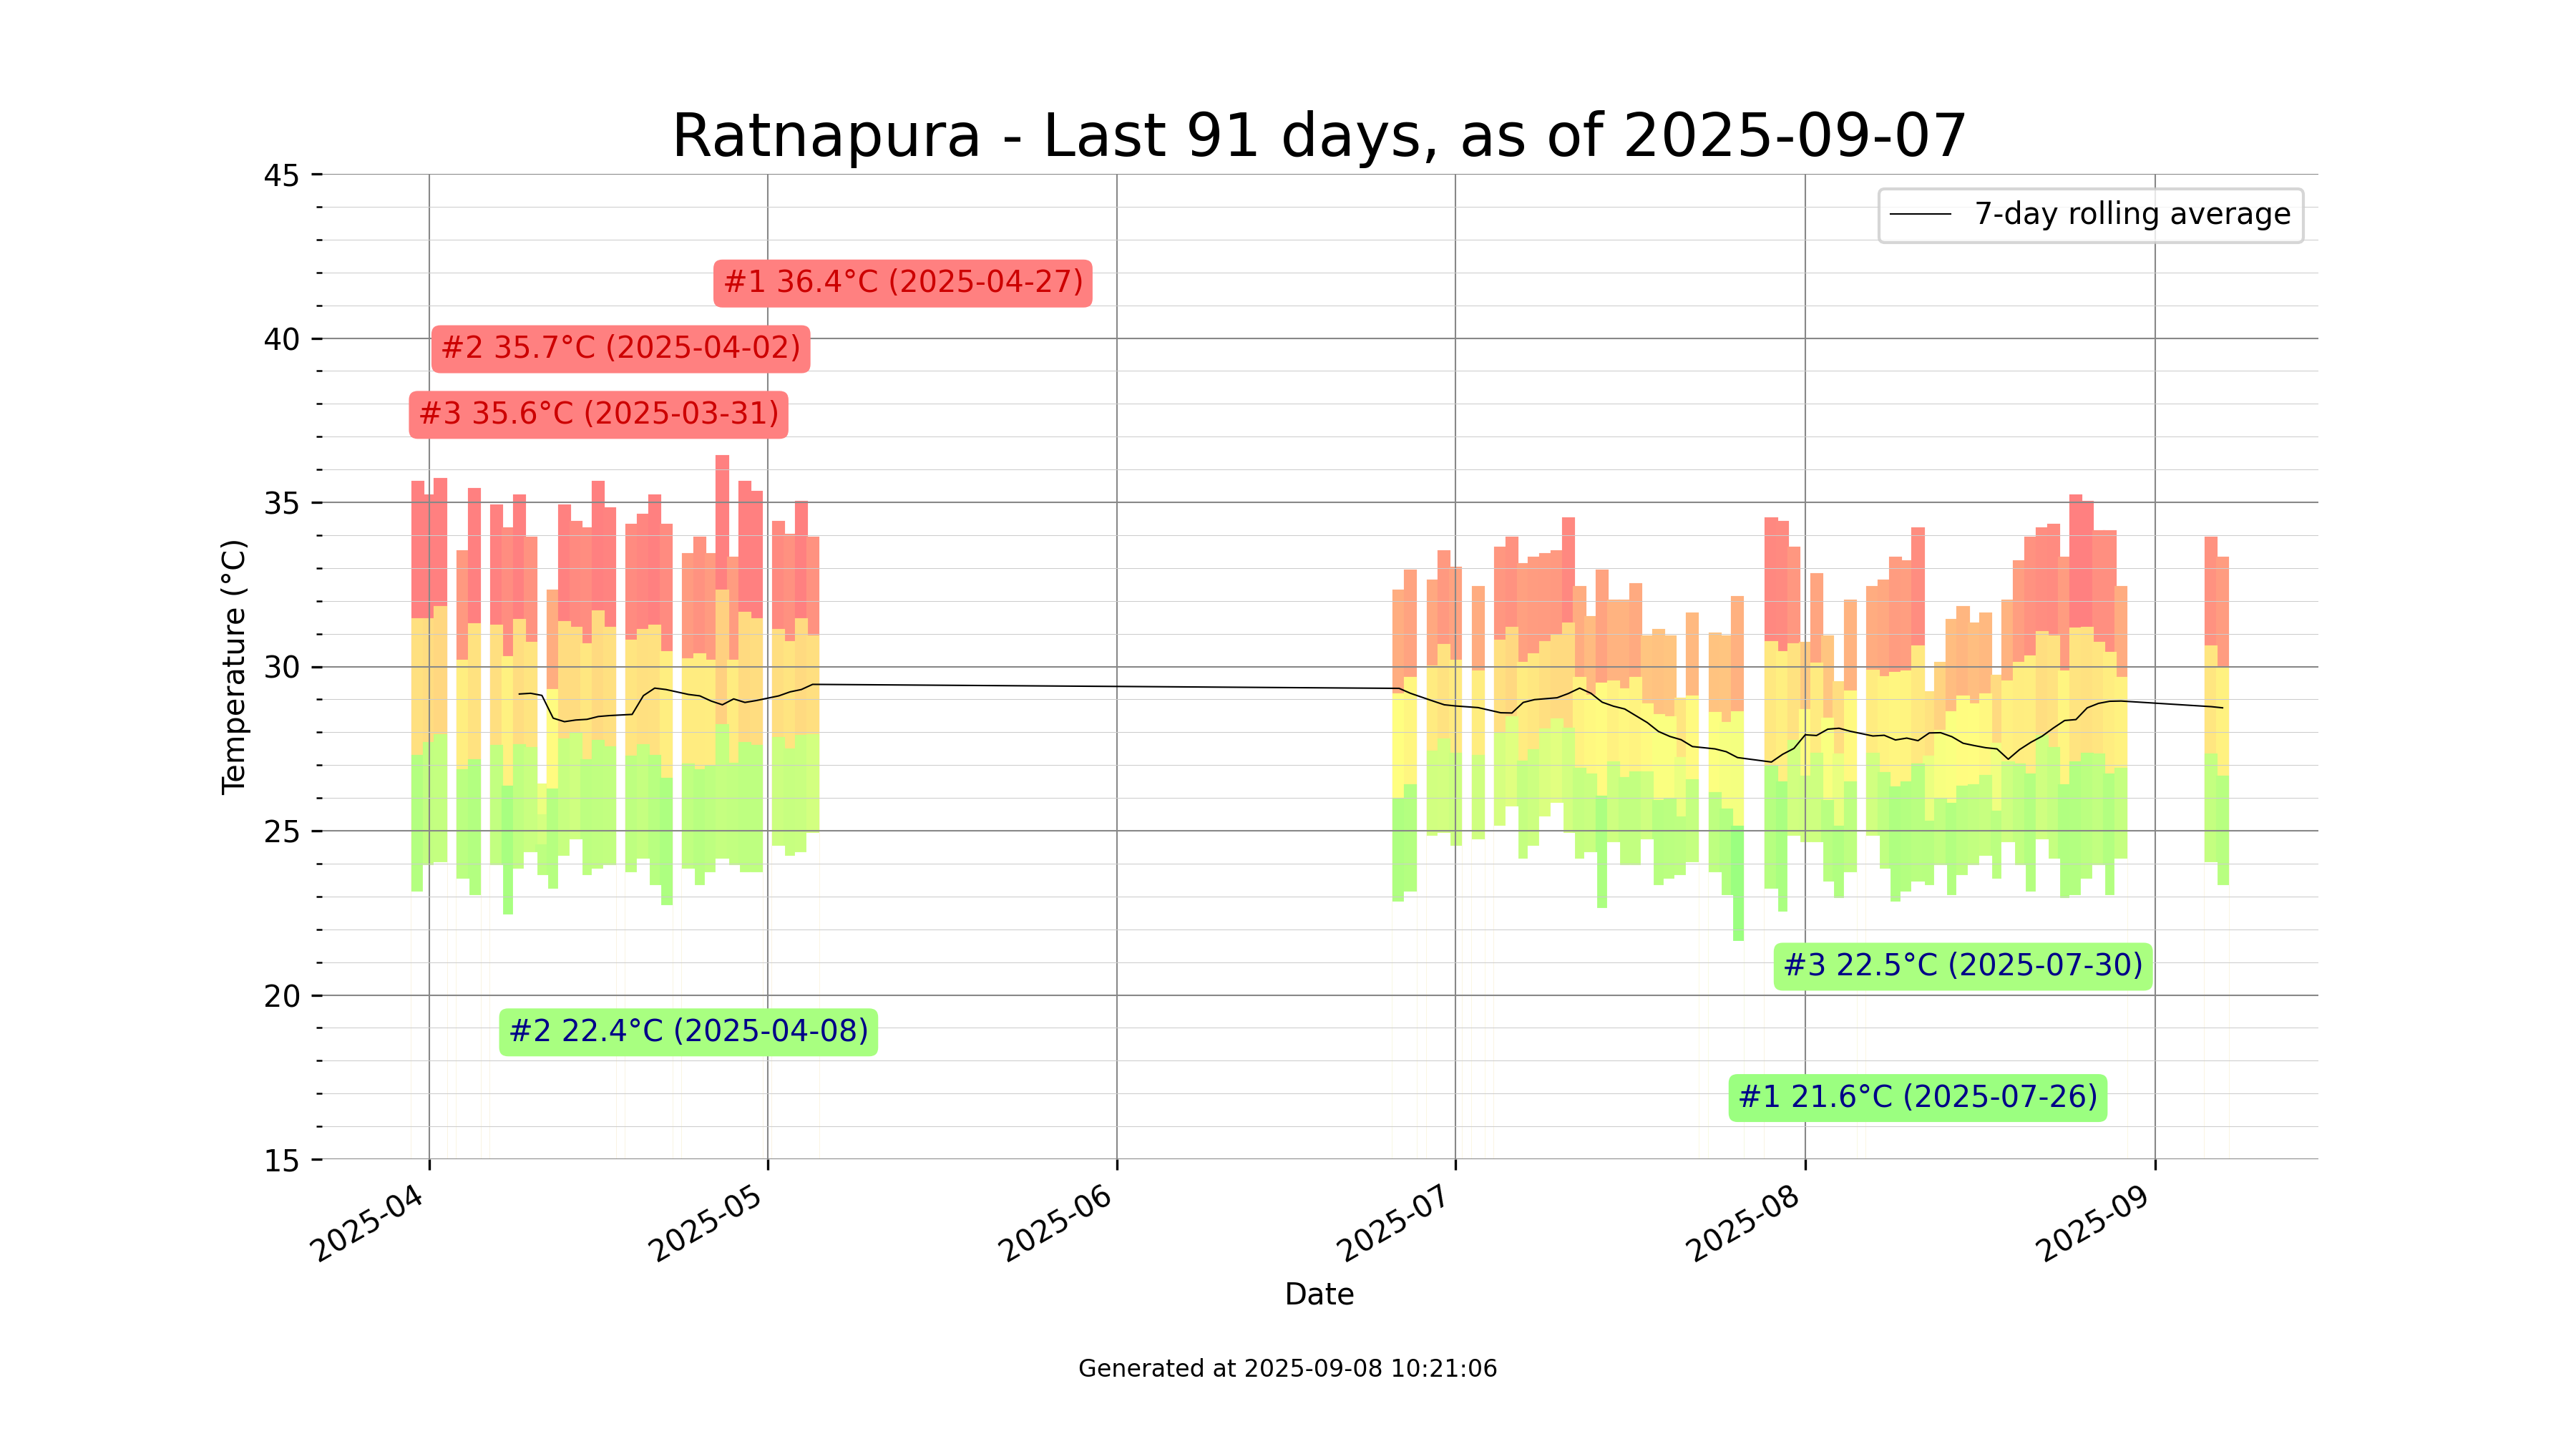 Ratnapura - Last 91 days, as of 2025-09-07
7-day rolling average
#1 36.4°C (2025-04-27)
#2 35.7°C (2025-04-02)
#3 35.6°C (2025-03-31)
#3 22.5°C (2025-07-30)
#2 22.4°C (2025-04-08)
#1 21.6°C (2025-07-26)
Temperature (°C)
45
40
35
30
25
20
15
2025-04
2025-05
2025-06
2025-07
2025-08
2025-09
Date
Generated at 2025-09-08 10:21:06